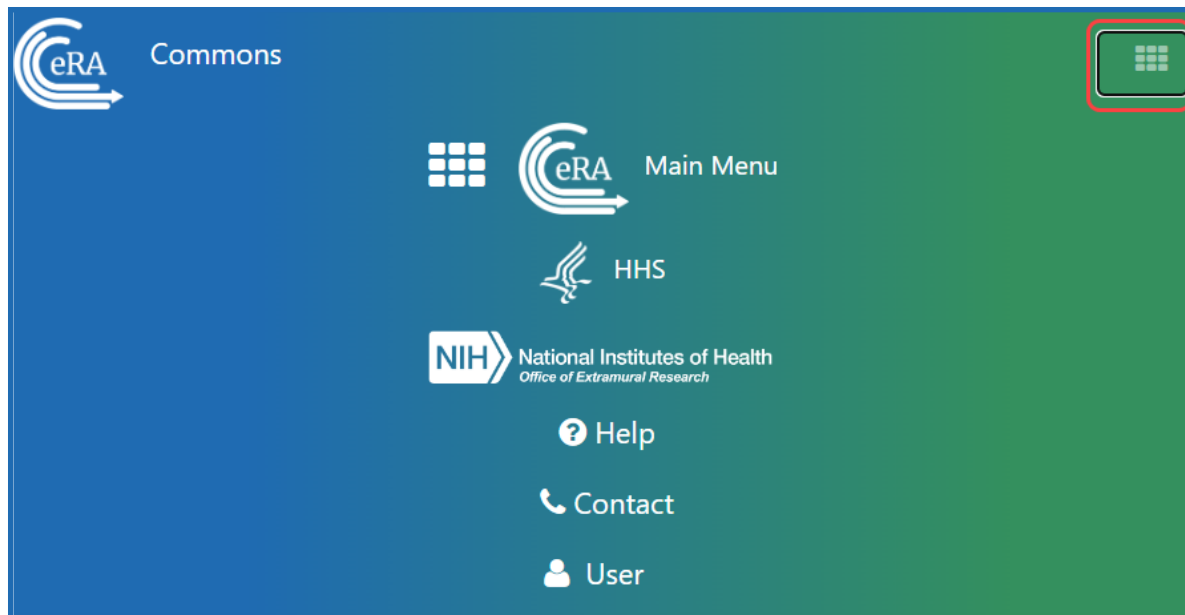 eRA Commons
eRA Main Menu
HHS
NIH National Institutes of Health
Office of Extramural Research
? Help
Contact
User